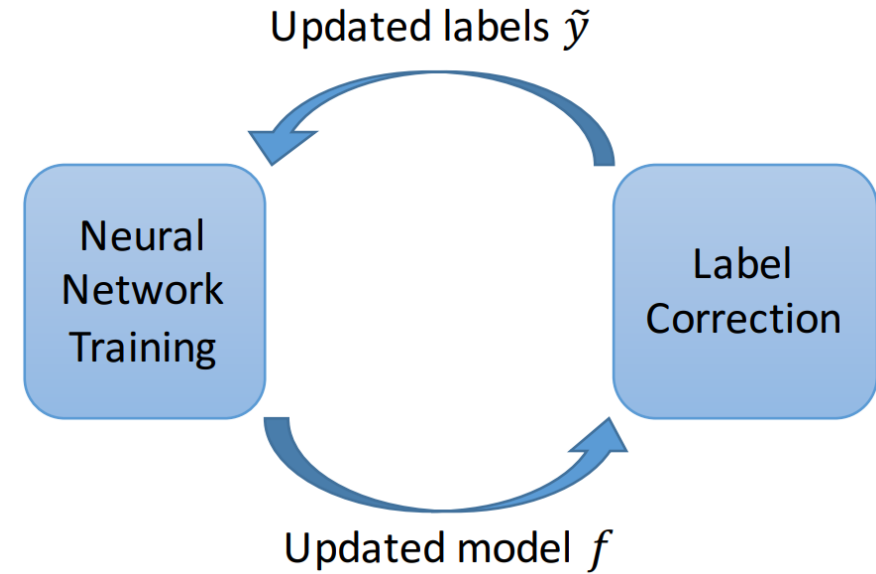 Updated labels ỹ
Neural
Network
Training
Label
Correction
Updated model f